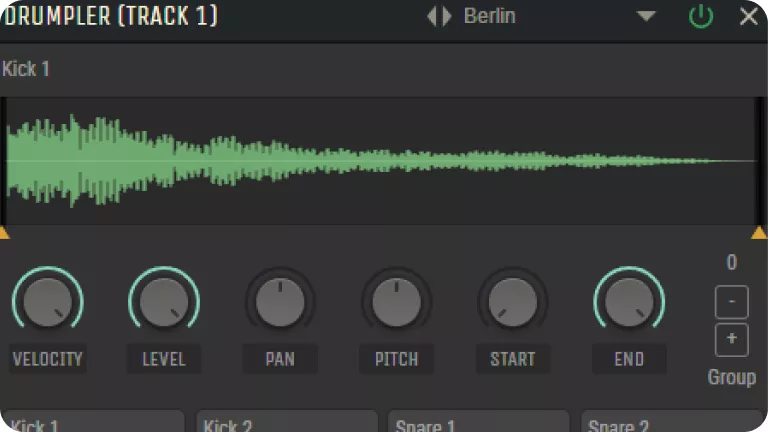 DRUMPLER (TRACK 1)
Berlin
Kick 1
0
-
+
Group
VELOCITY
LEVEL
PAN
PITCH
START
END
Kick 1
Kick 2
Snare 1
Snare 2